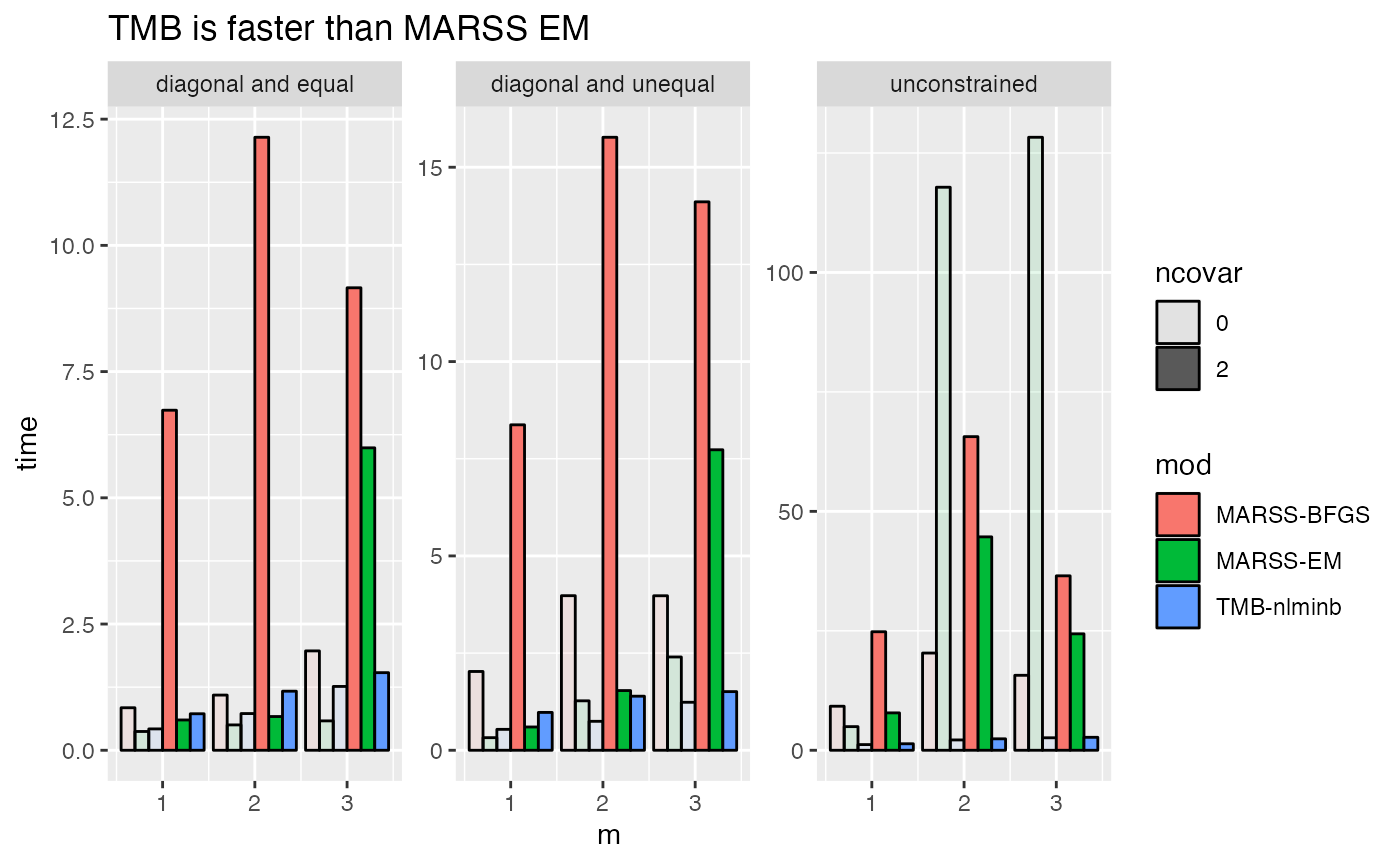 TMB is faster than MARSS EM
diagonal and equal
diagonal and unequal
unconstrained
12.5
10.0
7.5
5.0
2.5
0.0
15
10
5
0
100
50
0
1 2 3
1 2 3
1 2 3
time
m
ncovar
0
2
mod
MARSS-BFGS
MARSS-EM
TMB-nlminb